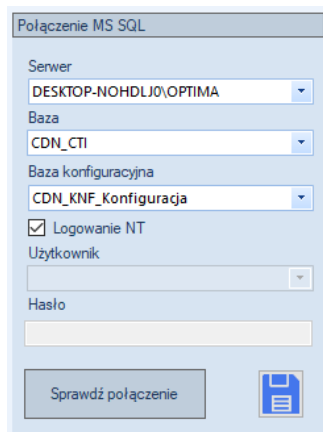 Połączenie MS SQL
Serwer
DESKTOP-NOHDLJ0\OPTIMA
Baza
CDN_CTI
Baza konfiguracyjna
CDN_KNF_Konfiguracja
Logowanie NT
Użytkownik
Hasło
Sprawdź połączenie